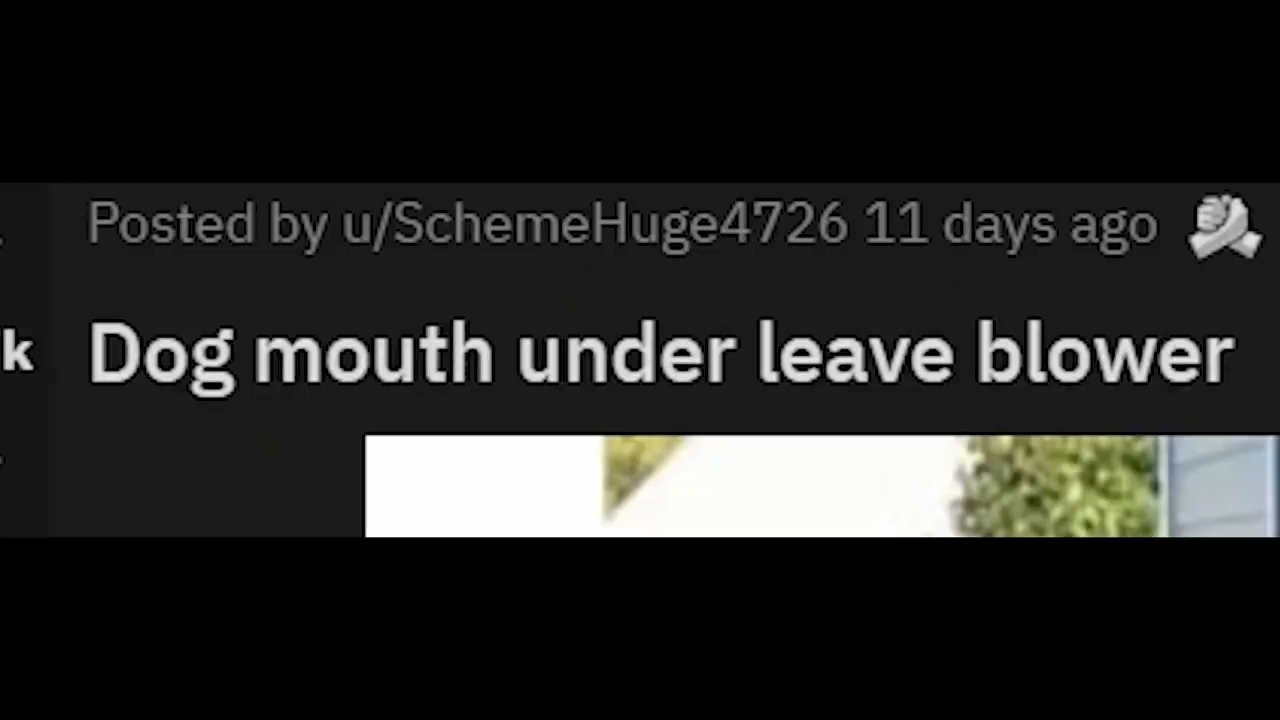 Posted by u/SchemeHuge4726 11 days ago
k
Dog mouth under leave blower